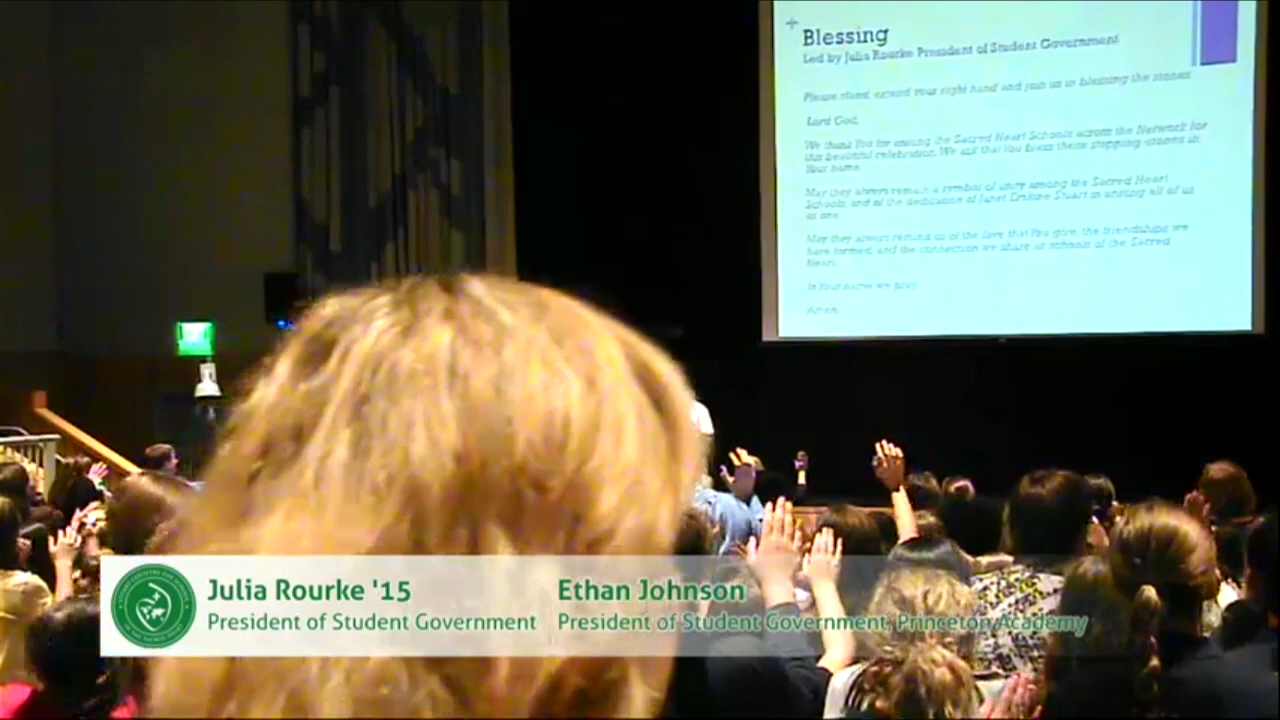 Blessing
Led by Julia Rourke President of Student Government
Please stand, extend your right hand and join us in blessing the stones
Lord God,
We thank You for uniting the Sacred Heart Schools across the Network for
this beautiful celebration. We ask that You bless these stepping-stones in
Your name.
May they always remain a symbol of unity among the Sacred Heart
Schools, and of the dedication of Janet Erskine Stuart in uniting all of us
as one.
May they always remind us of the love that You give, the friendships we
have formed, and the connection we share as schools of the Sacred
Heart.
In Your name we pray
Amen.
Julia Rourke '15
President of Student Government
Ethan Johnson
President of Student Government, Princeton Academy